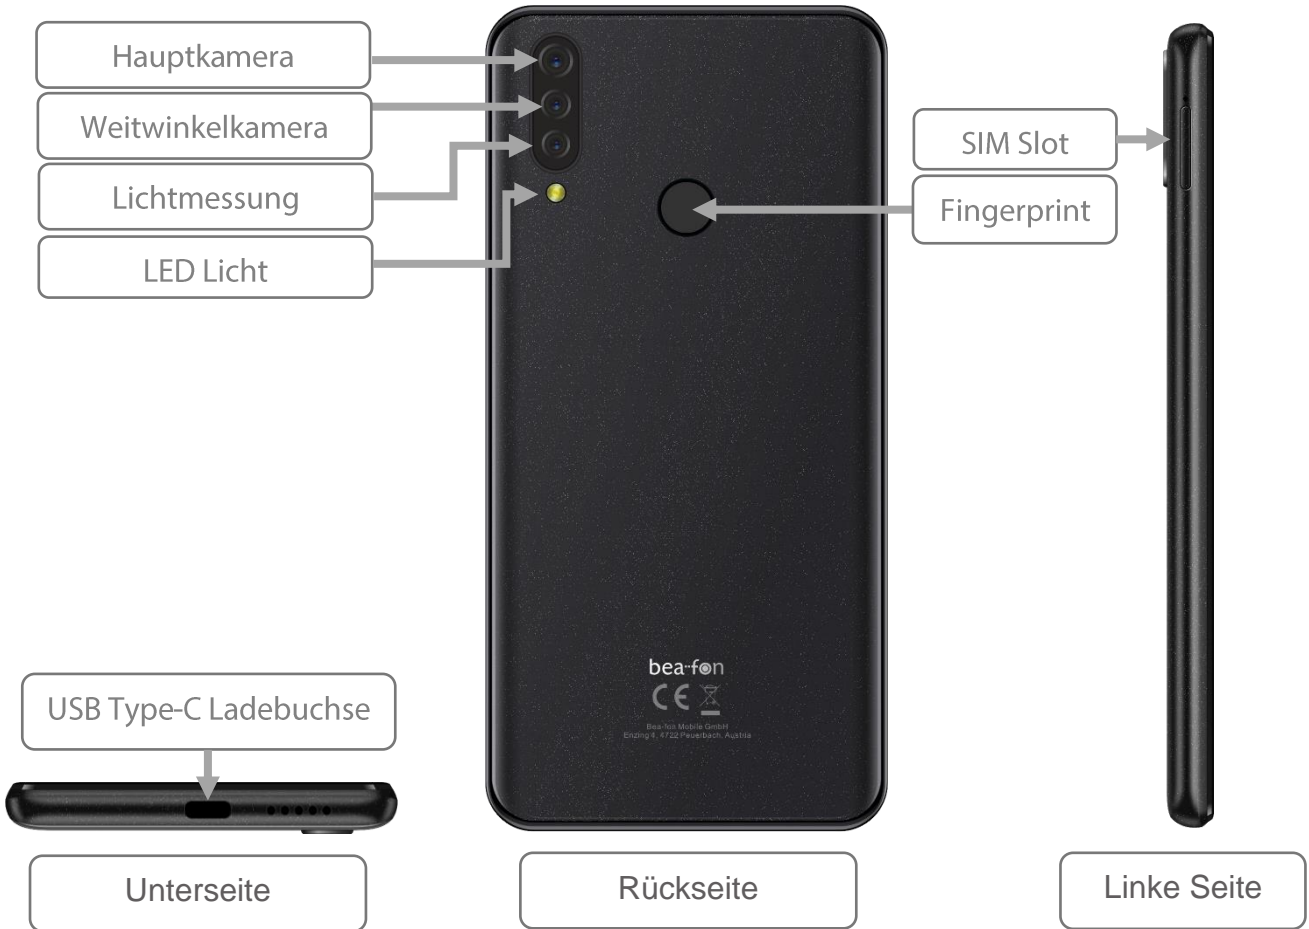 Hauptkamera
Weitwinkelkamera
Lichtmessung
LED Licht
SIM Slot
Fingerprint
bea-fon
CE
Bea-fon Mobile GmbH
Enzing 4, 4722 Peuerbach, Austria
USB Type-C Ladebuchse
Unterseite
Rückseite
Linke Seite